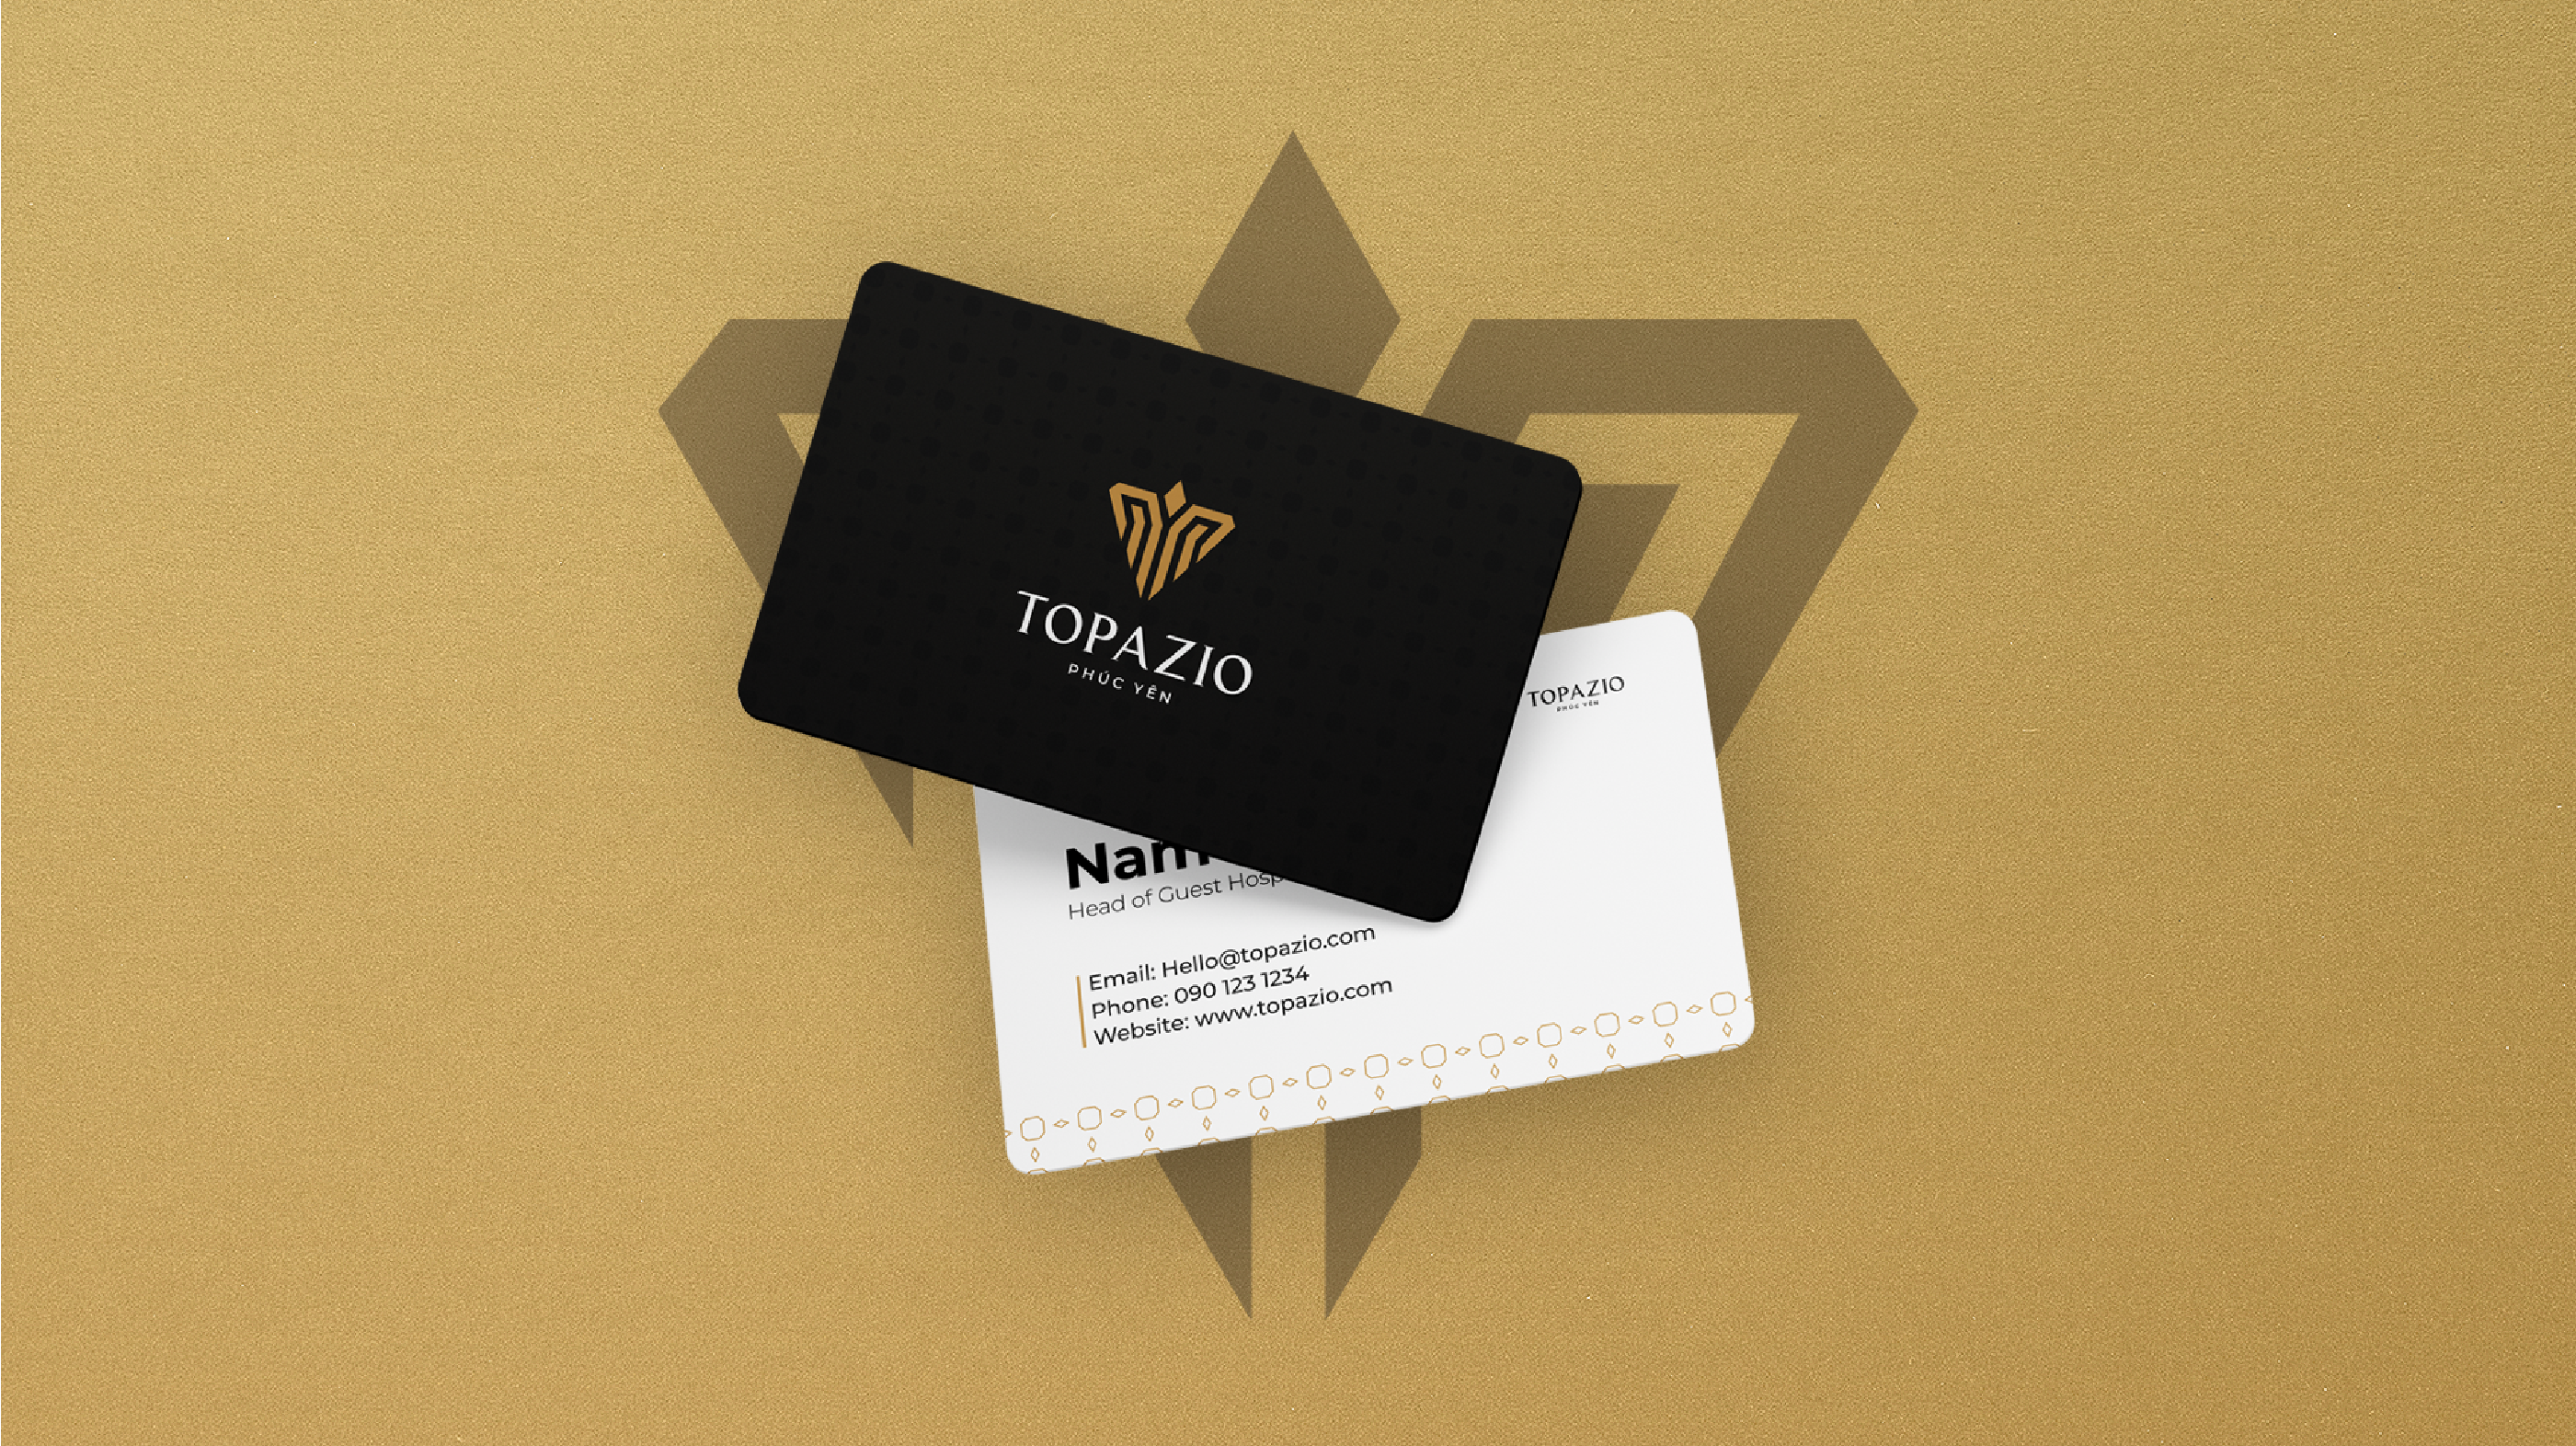 TOPAZIO
PHÚC YÊN
TOPAZIO
PHÚC YÊN
Head of Guest
Email: Hello@topazio.com
Phone: 090 123 1234
Website: www.topazio.com